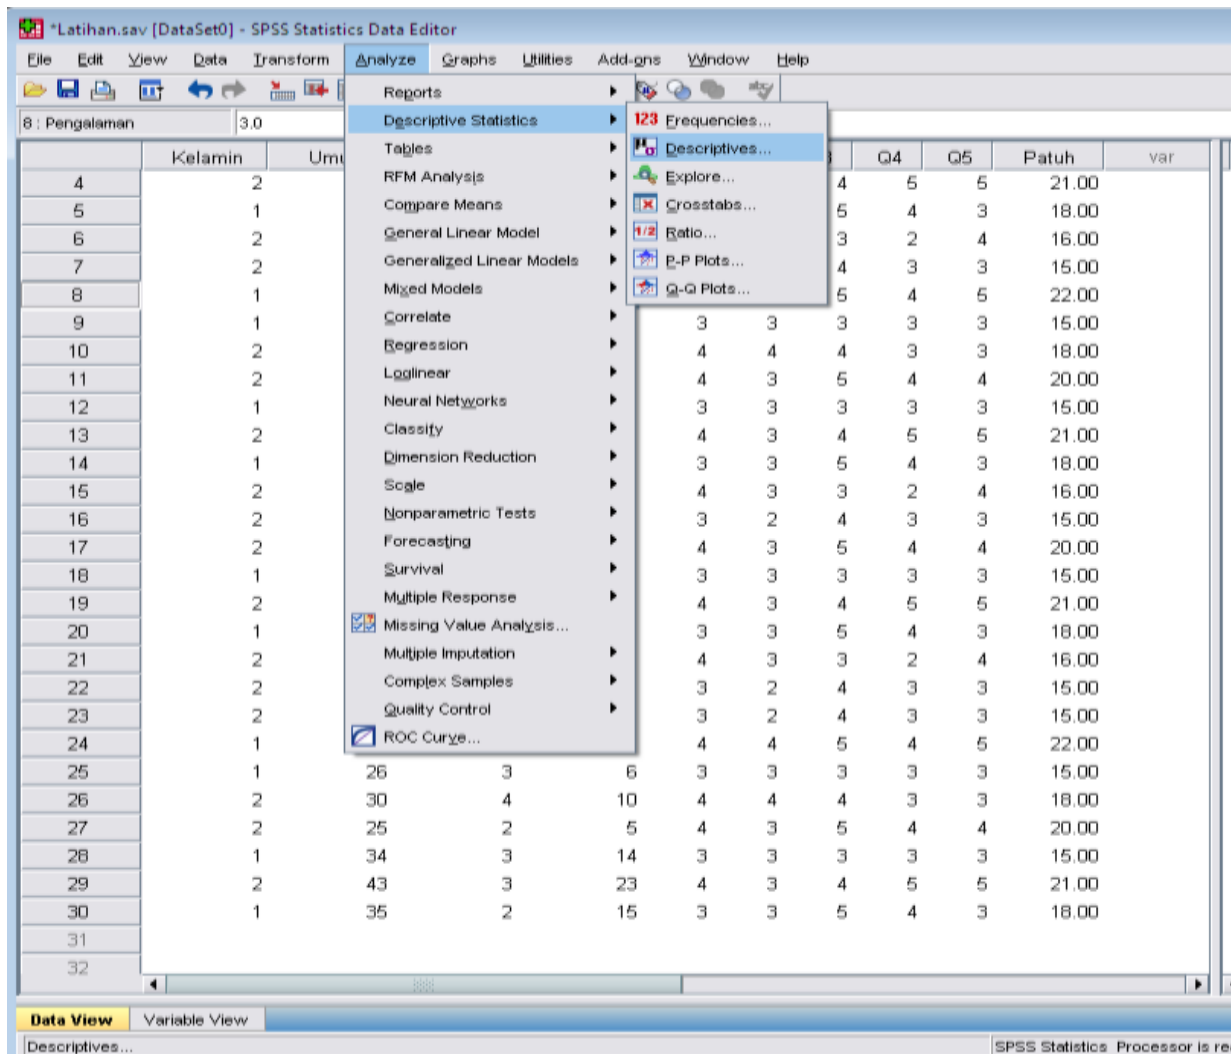 *Latihan.sav [DataSet0] - SPSS Statistics Data Editor
File Edit View Data Transform Analyze Graphs Utilities Add-ons Window Help
8 : Pengalaman 3.0
Reports
Descriptive Statistics
Tables
RFM Analysis
Compare Means
General Linear Model
Generalized Linear Models
Mixed Models
Correlate
Regression
Loglinear
Neural Networks
Classify
Dimension Reduction
Scale
Nonparametric Tests
Forecasting
Survival
Multiple Response
Missing Value Analysis...
Multiple Imputation
Complex Samples
Quality Control
ROC Curve...
123 Frequencies...
Descriptives...
Explore...
Crosstabs...
1/2 Ratio...
P-P Plots...
Q-Q Plots...
Kelamin Q4 Q5 Patuh var
4 2 4 5 5 21.00
5 1 5 4 3 18.00
6 2 3 2 4 16.00
7 2 4 3 3 15.00
8 1 5 4 5 22.00
9 1 3 3 3 3 3 15.00
10 2 4 4 4 3 3 18.00
11 2 4 3 5 4 4 20.00
12 1 3 3 3 3 3 15.00
13 2 4 3 4 5 5 21.00
14 1 3 3 5 4 3 18.00
15 2 4 3 3 2 4 16.00
16 2 3 2 4 3 3 15.00
17 2 4 3 5 4 4 20.00
18 1 3 3 3 3 3 15.00
19 2 4 3 4 5 5 21.00
20 1 3 3 5 4 3 18.00
21 2 4 3 3 2 4 16.00
22 2 3 2 4 3 3 15.00
23 2 3 2 4 3 3 15.00
24 1 4 4 5 4 5 22.00
25 1 26 3 6 3 3 3 3 3 15.00
26 2 30 4 10 4 4 4 3 3 18.00
27 2 25 2 5 4 3 5 4 4 20.00
28 1 34 3 14 3 3 3 3 3 15.00
29 2 43 3 23 4 3 4 5 5 21.00
30 1 35 2 15 3 3 5 4 3 18.00
31
32
Data View Variable View
Descriptives... SPSS Statistics Processor is